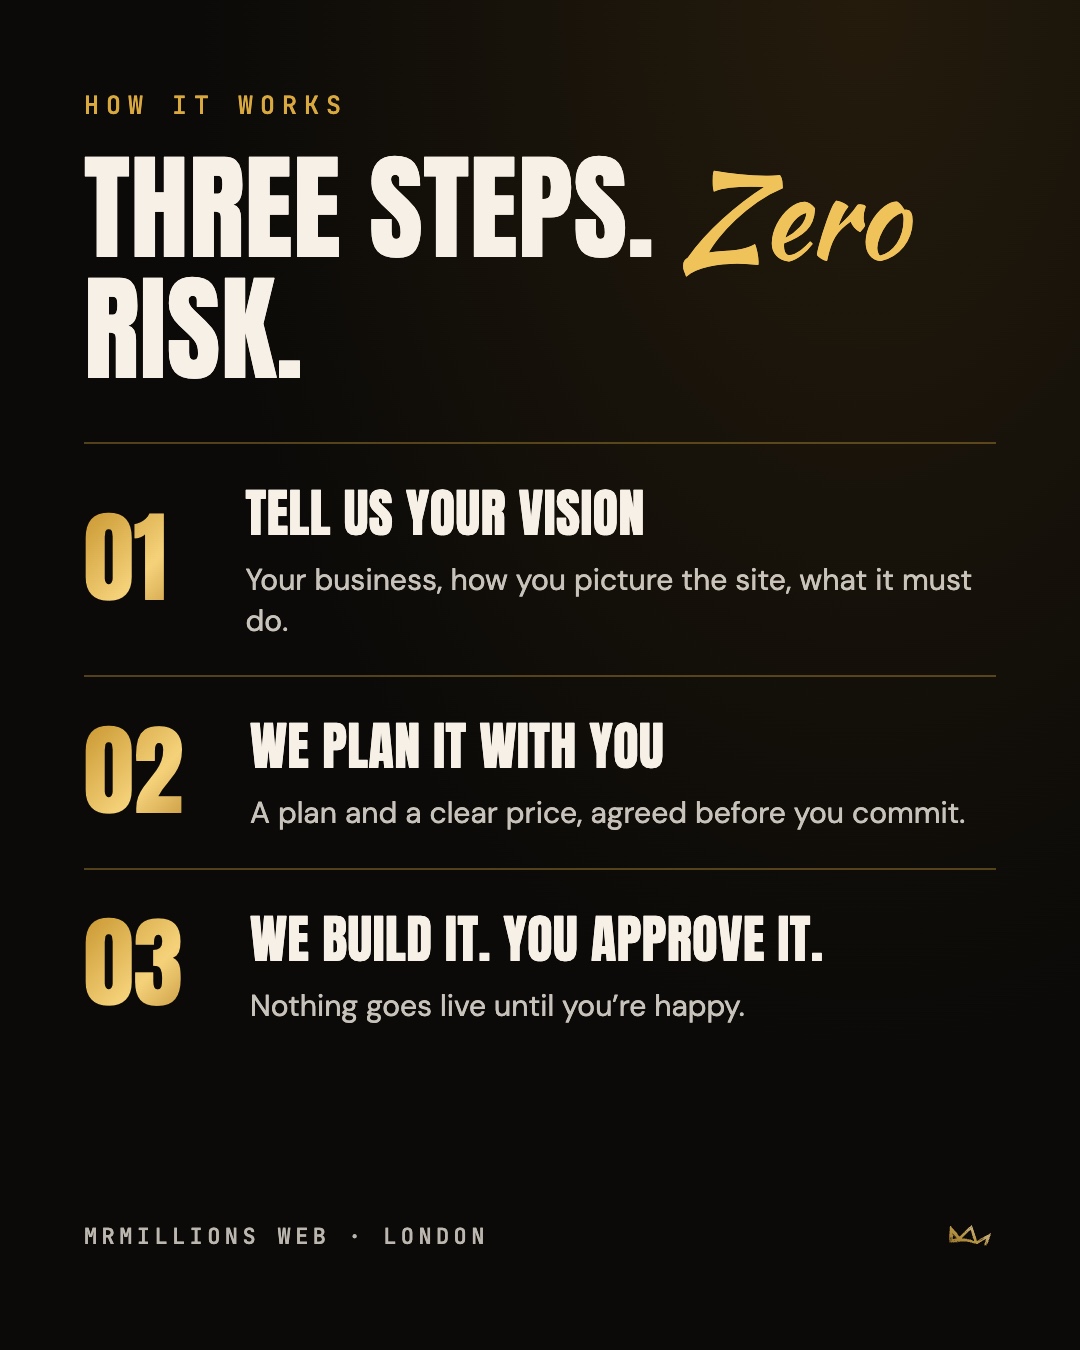 HOW IT WORKS
THREE STEPS. Zero
RISK.
01
TELL US YOUR VISION
Your business, how you picture the site, what it must
do.
02
WE PLAN IT WITH YOU
A plan and a clear price, agreed before you commit.
03
WE BUILD IT. YOU APPROVE IT.
Nothing goes live until you’re happy.
MRMILLIONS WEB · LONDON